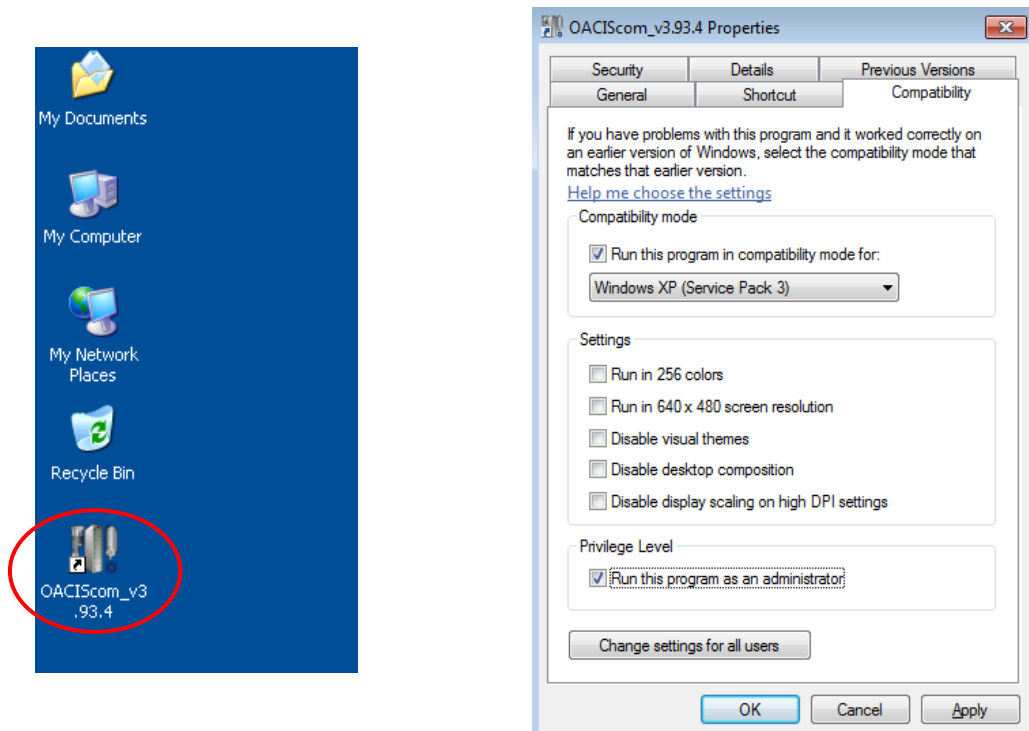 My Documents
My Computer
My Network
Places
Recycle Bin
OACIScom_v3
.93.4
OACIScom_v3.93.4 Properties
Security
Details
Previous Versions
General
Shortcut
Compatibility
If you have problems with this program and it worked correctly on
an earlier version of Windows, select the compatibility mode that
matches that earlier version.
Help me choose the settings
Compatibility mode
Run this program in compatibility mode for:
Windows XP (Service Pack 3)
Settings
Run in 256 colors
Run in 640 x 480 screen resolution
Disable visual themes
Disable desktop composition
Disable display scaling on high DPI settings
Privilege Level
Run this program as an administrator
Change settings for all users
OK
Cancel
Apply